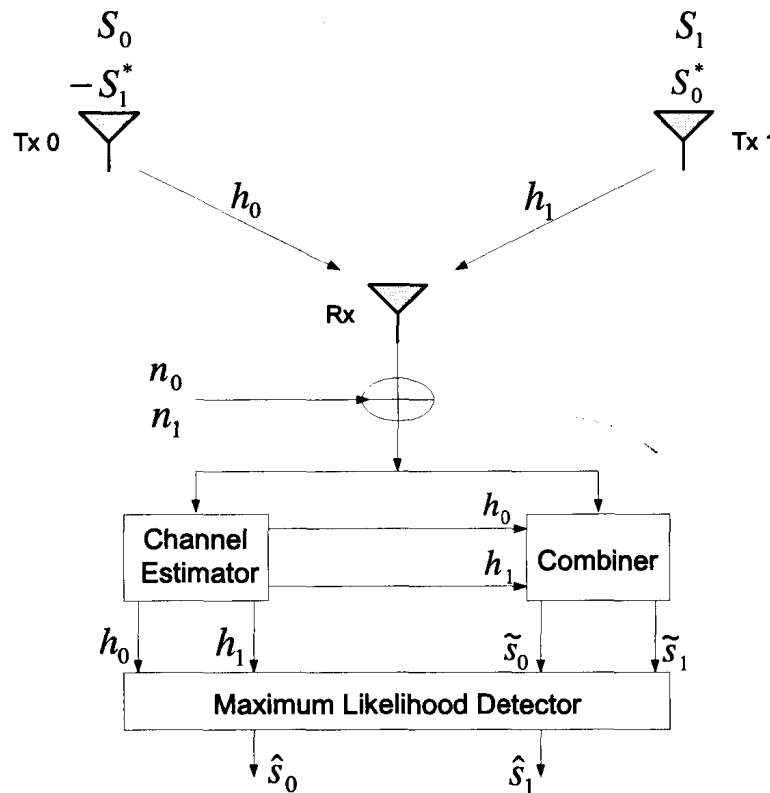 S₀ S₁
−S₁* S₀*
Tx 0 Tx
h₀ h₁
Rx
n₀
n₁
h₀
Channel Estimator
Combiner
h₁
h₀ h₁ s̃₀ s̃₁
Maximum Likelihood Detector
ŝ₀ ŝ₁